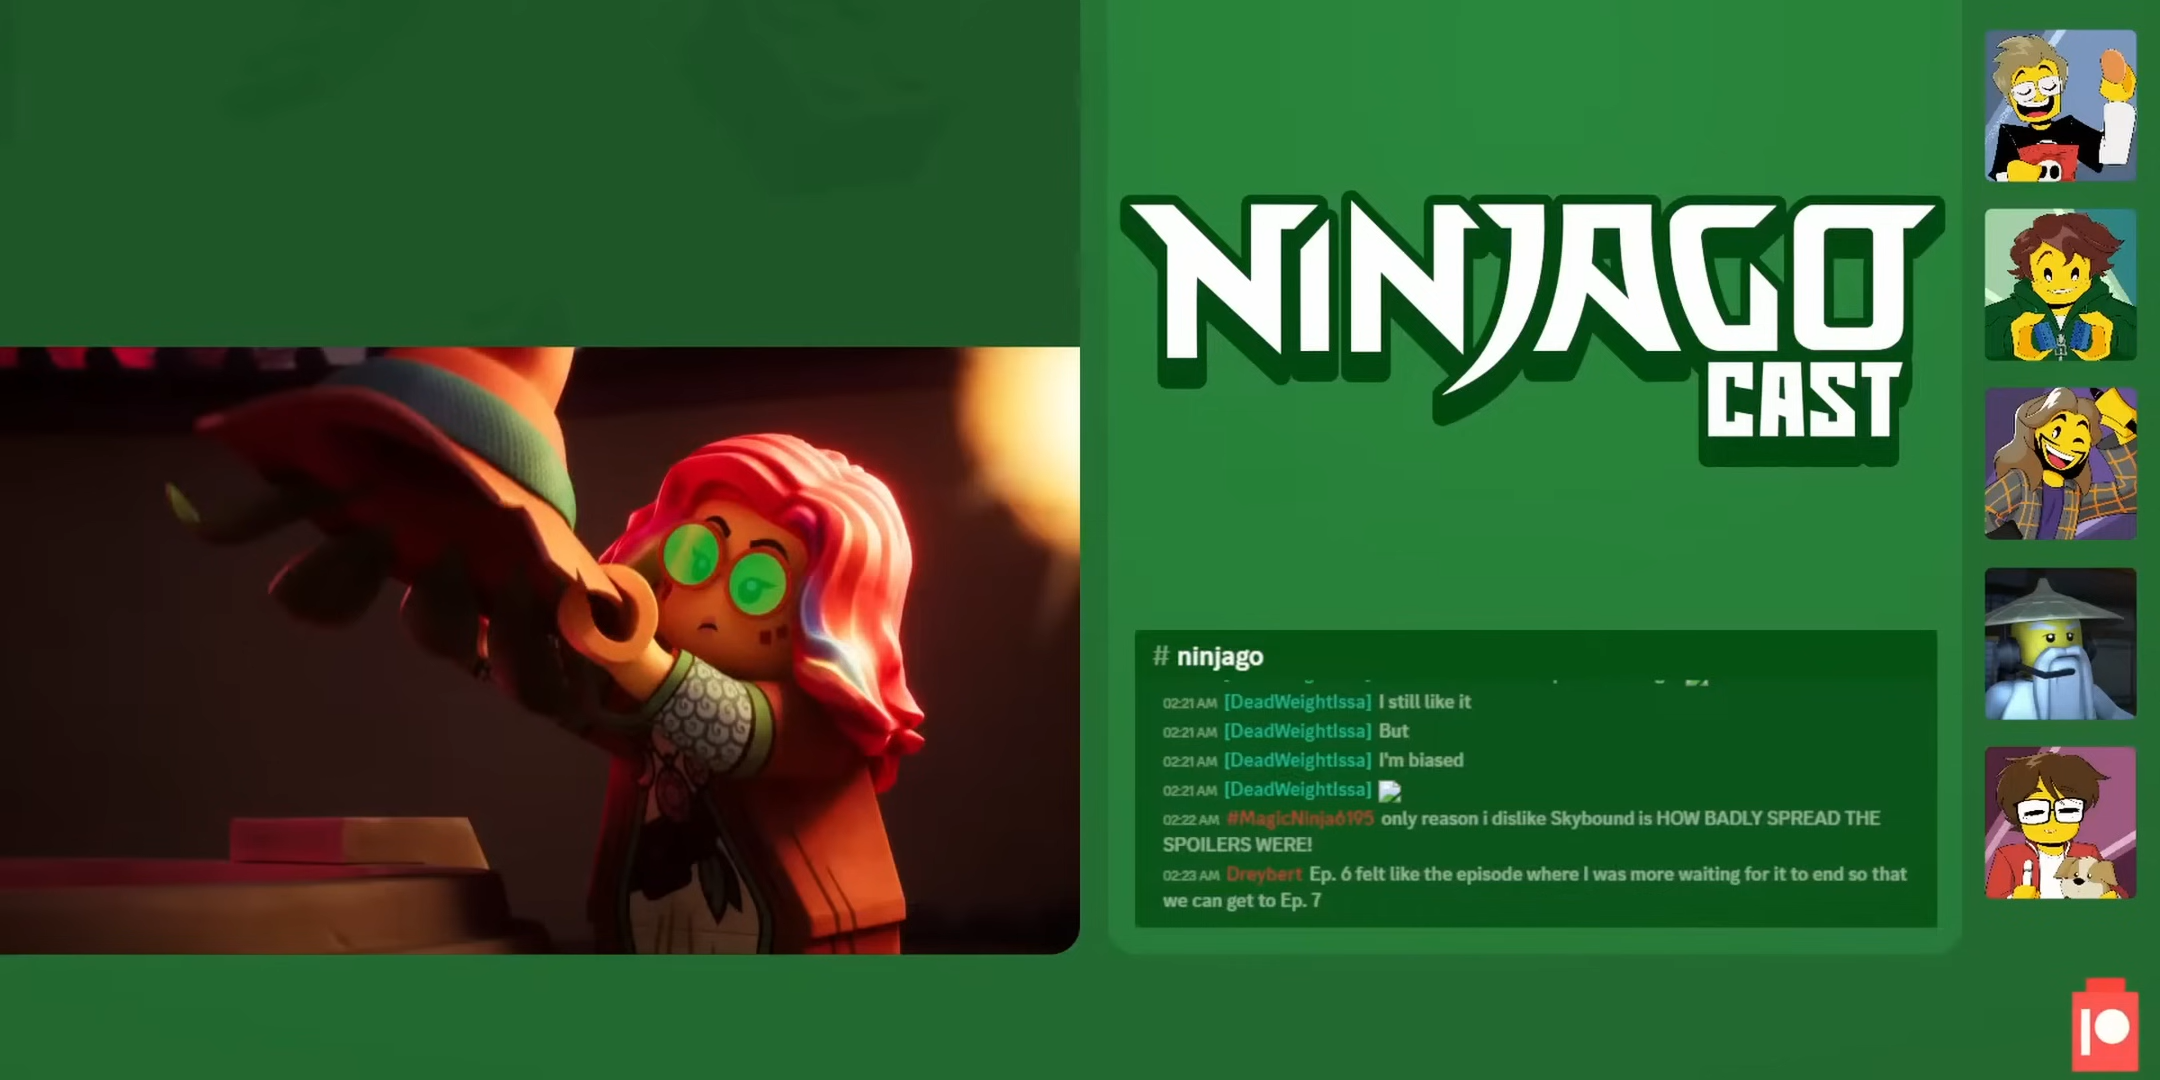 NINJAGO
CAST
# ninjago
02:21 AM [DeadWeightIssa] I still like it
02:21 AM [DeadWeightIssa] But
02:21 AM [DeadWeightIssa] I'm biased
02:21 AM [DeadWeightIssa]
02:22 AM #MagicNinja6195 only reason i dislike Skybound is HOW BADLY SPREAD THE
SPOILERS WERE!
02:23 AM Dreybert Ep. 6 felt like the episode where I was more waiting for it to end so that
we can get to Ep. 7